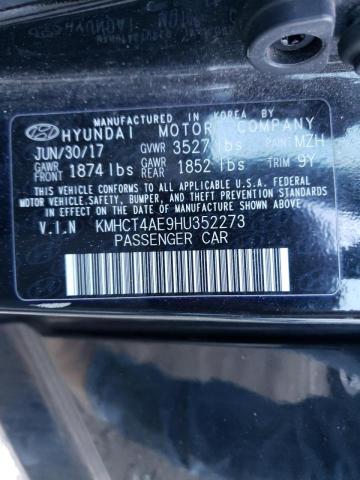 MANUFACTURED IN KOREA BY
HYUNDAI MOTOR COMPANY
JUN/30/17 GVWR 3527 lbs PAINT MZH
GAWR FRONT 1874 lbs GAWR REAR 1852 lbs TRIM 9Y
THIS VEHICLE CONFORMS TO ALL APPLICABLE U.S.A. FEDERAL
MOTOR VEHICLE SAFETY, BUMPER, AND THEFT PREVENTION
STANDARDS IN EFFECT ON THE DATE OF MANUFACTURE SHOWN ABOVE.
V.I.N KMHCT4AE9HU352273
PASSENGER CAR